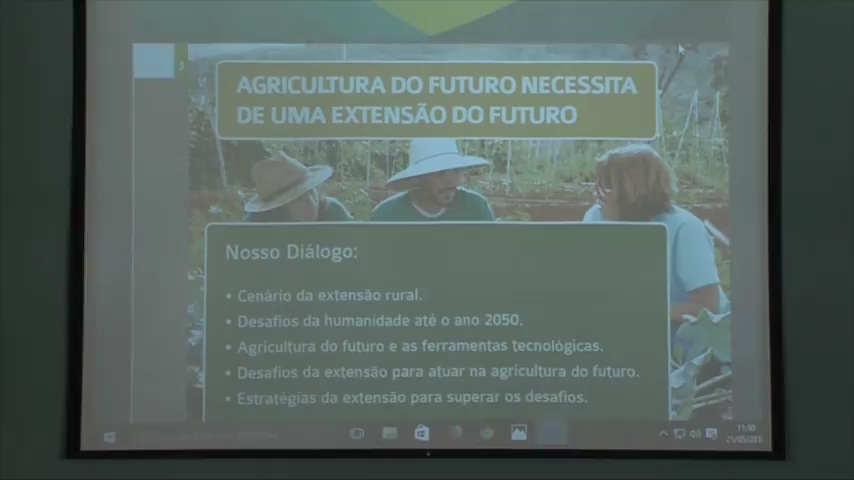 AGRICULTURA DO FUTURO NECESSITA
DE UMA EXTENSÃO DO FUTURO
Nosso Diálogo:
• Cenário da extensão rural.
• Desafios da humanidade até o ano 2050.
• Agricultura do futuro e as ferramentas tecnológicas.
• Desafios da extensão para atuar na agricultura do futuro.
• Estratégias da extensão para superar os desafios.